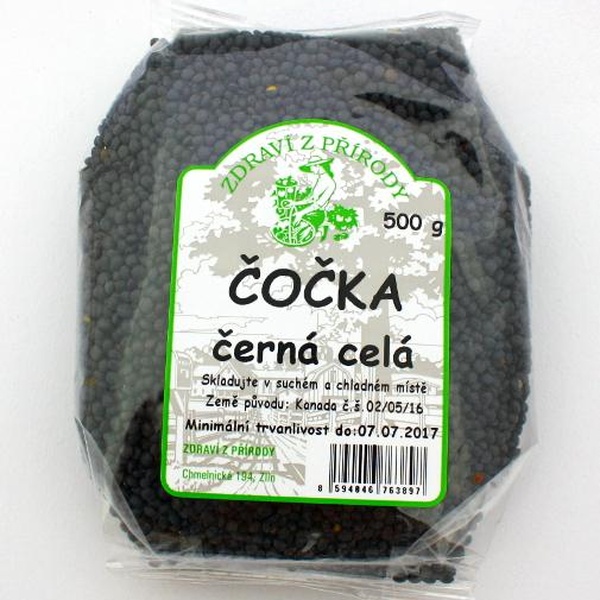 ZDRAVÍ Z PŘÍRODY
500 g
ČOČKA
černá celá
Skladujte v suchém a chladném místě
Země původu: Kanada č.š.02/05/16
Minimální trvanlivost do:07.07.2017
ZDRAVÍ Z PŘÍRODY
Chmelnická 194, Zlín
8 594046 763897